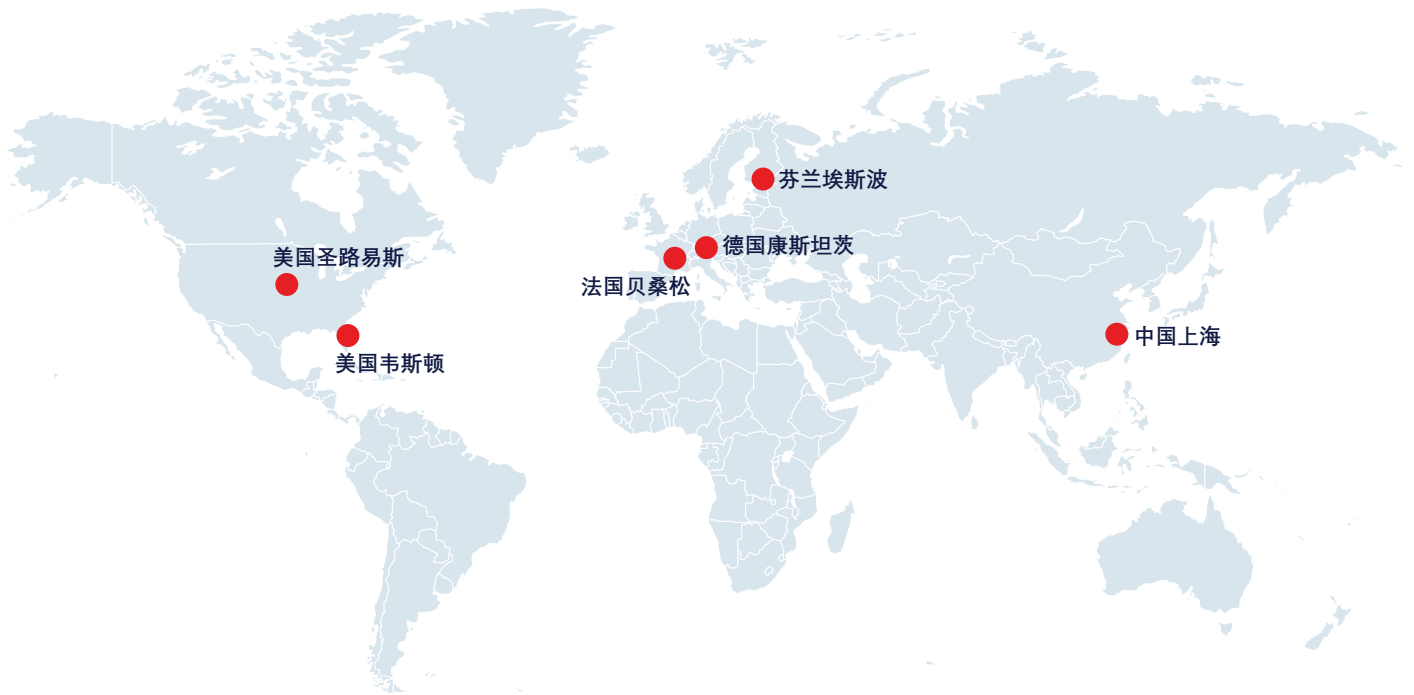 芬兰埃斯波
德国康斯坦茨
美国圣路易斯
法国贝桑松
中国上海
美国韦斯顿